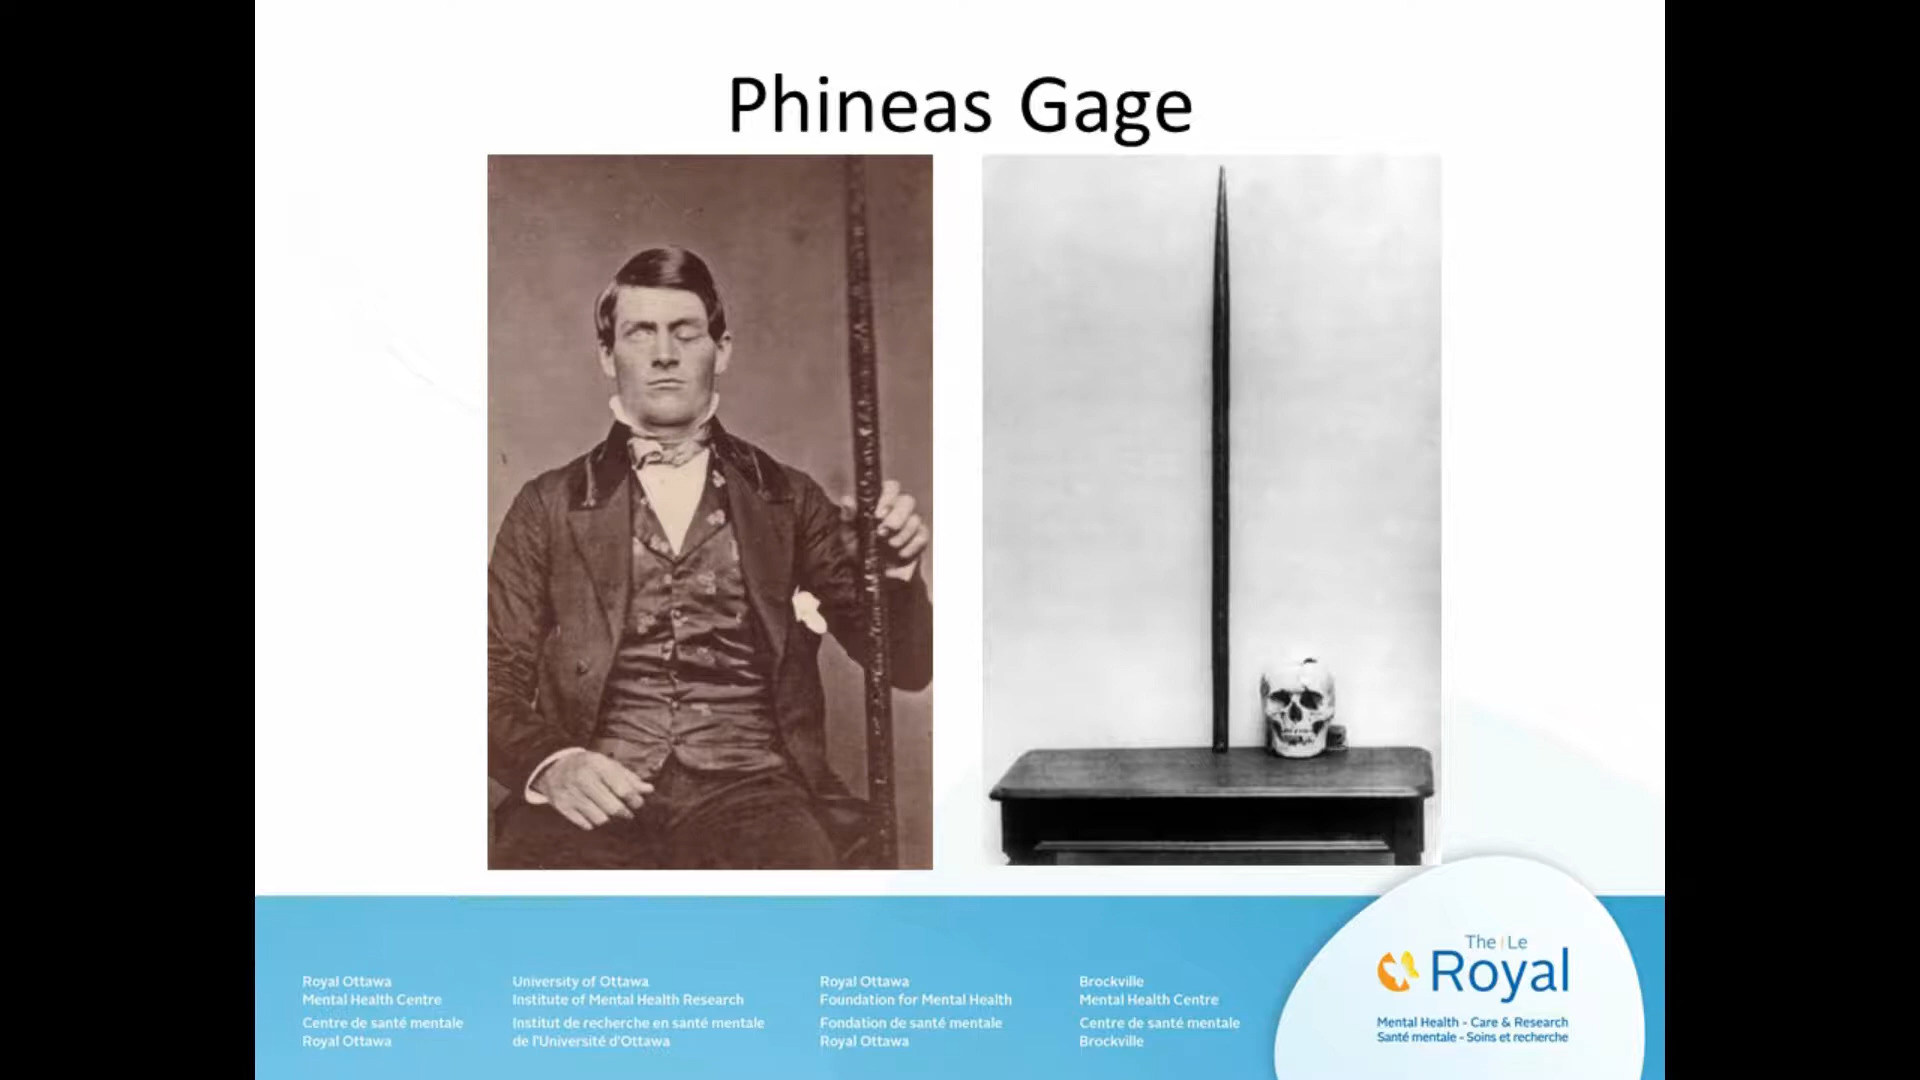 Phineas Gage
Royal Ottawa
Mental Health Centre
Centre de santé mentale
Royal Ottawa
University of Ottawa
Institute of Mental Health Research
Institut de recherche en santé mentale
de l'Université d'Ottawa
Royal Ottawa
Foundation for Mental Health
Fondation de santé mentale
Royal Ottawa
Brockville
Mental Health Centre
Centre de santé mentale
Brockville
The | Le
Royal
Mental Health - Care & Research
Santé mentale - Soins et recherche